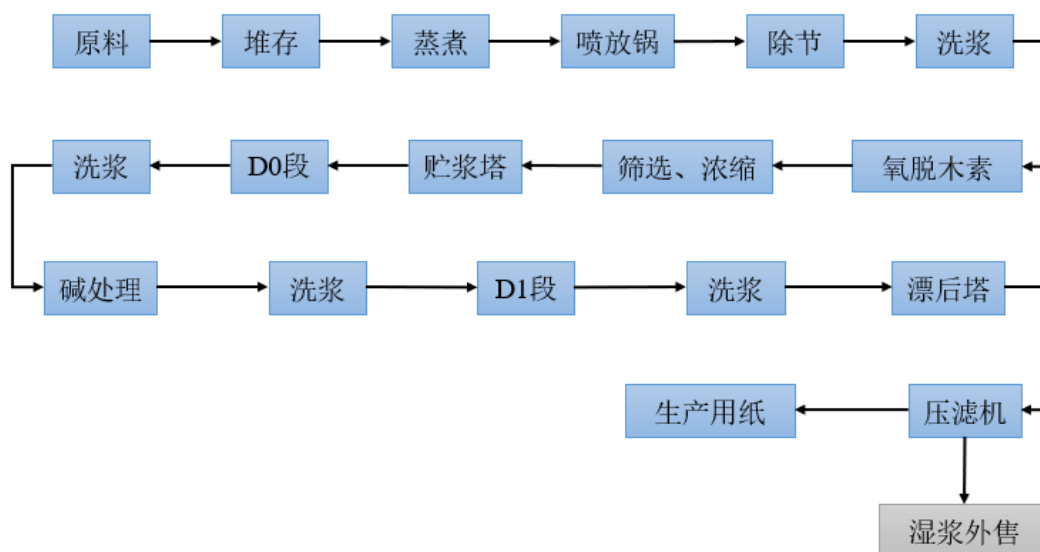 原料
堆存
蒸煮
喷放锅
除节
洗浆
洗浆
D0段
贮浆塔
筛选、浓缩
氧脱木素
碱处理
洗浆
D1段
洗浆
漂后塔
生产用纸
压滤机
湿浆外售